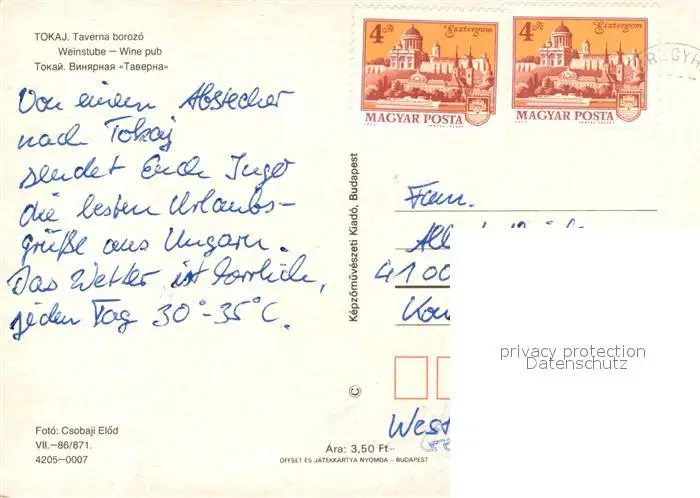 TOKAJ. Taverna borozó
Weinstube — Wine pub
Токай. Винярная «Таверна»
Von einem Abstecher
nach Tokaj
sendet Euch Ingo
die besten Urlaubs-
grüße aus Ungarn.
Das Wetter ist herrlich,
jeden Tag 30°-35°C.
Fotó: Csobaji Előd
VII.—86/871.
4205-0007
Képzőművészeti Kiadó, Budapest
©
Ára: 3,50 Ft
OFFSET ÉS JÁTÉKKÁRTYA NYOMDA – BUDAPEST
4 Ft Esztergom
MAGYAR POSTA
4 Ft Esztergom
MAGYAR POSTA
Fam.
4100
West
privacy protection
Datenschutz